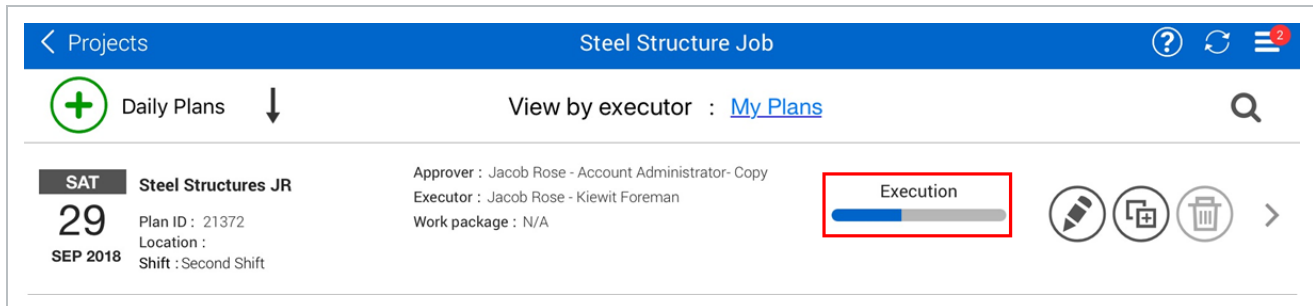 Projects
Steel Structure Job
2
Daily Plans
View by executor : My Plans
SAT
29
SEP 2018
Steel Structures JR
Plan ID : 21372
Location :
Shift : Second Shift
Approver : Jacob Rose - Account Administrator- Copy
Executor : Jacob Rose - Kiewit Foreman
Work package : N/A
Execution